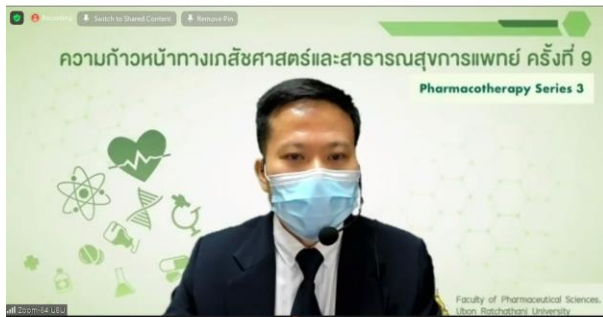 Recording
Switch to Shared Content
Remove Pin
ความก้าวหน้าทางเภสัชศาสตร์และสาธารณสุขการแพทย์ ครั้งที่ 9
Pharmacotherapy Series 3
Faculty of Pharmaceutical Sciences.
Ubon Ratchathani University
Zoom-64 UBU